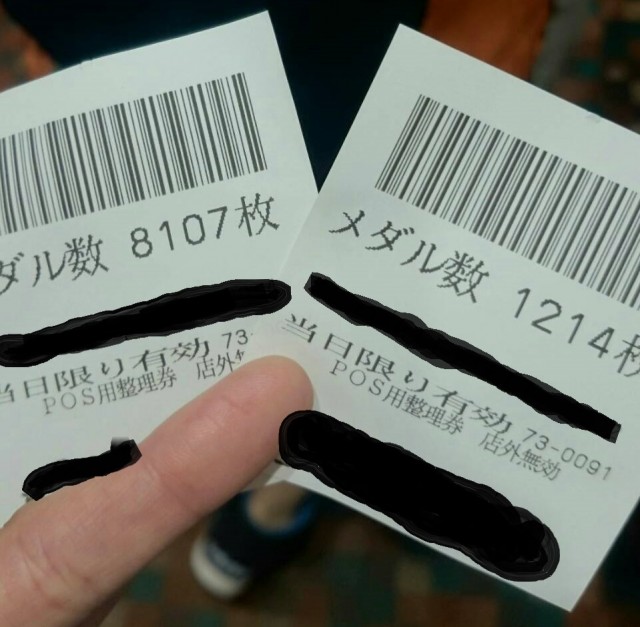 ダル数 8107枚
当日限り有効 73
POS用整理券 店外
メダル数 1214枚
当日限り有効 73-0091
POS用整理券 店外無効